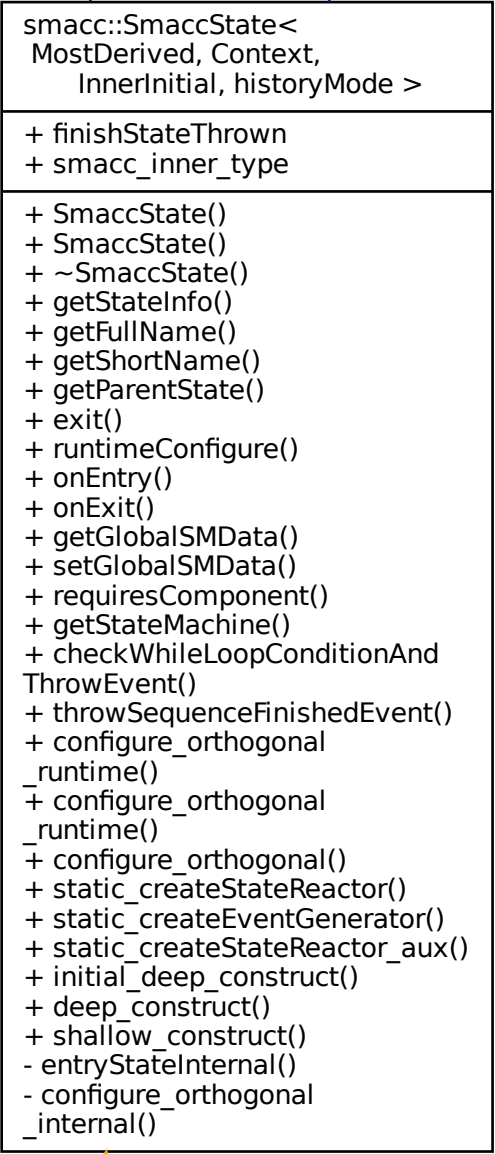 smacc::SmaccState<
MostDerived, Context,
InnerInitial, historyMode >
+ finishStateThrown
+ smacc_inner_type
+ SmaccState()
+ SmaccState()
+ ~SmaccState()
+ getStateInfo()
+ getFullName()
+ getShortName()
+ getParentState()
+ exit()
+ runtimeConfigure()
+ onEntry()
+ onExit()
+ getGlobalSMData()
+ setGlobalSMData()
+ requiresComponent()
+ getStateMachine()
+ checkWhileLoopConditionAnd
ThrowEvent()
+ throwSequenceFinishedEvent()
+ configure_orthogonal
_runtime()
+ configure_orthogonal
_runtime()
+ configure_orthogonal()
+ static_createStateReactor()
+ static_createEventGenerator()
+ static_createStateReactor_aux()
+ initial_deep_construct()
+ deep_construct()
+ shallow_construct()
- entryStateInternal()
- configure_orthogonal
_internal()